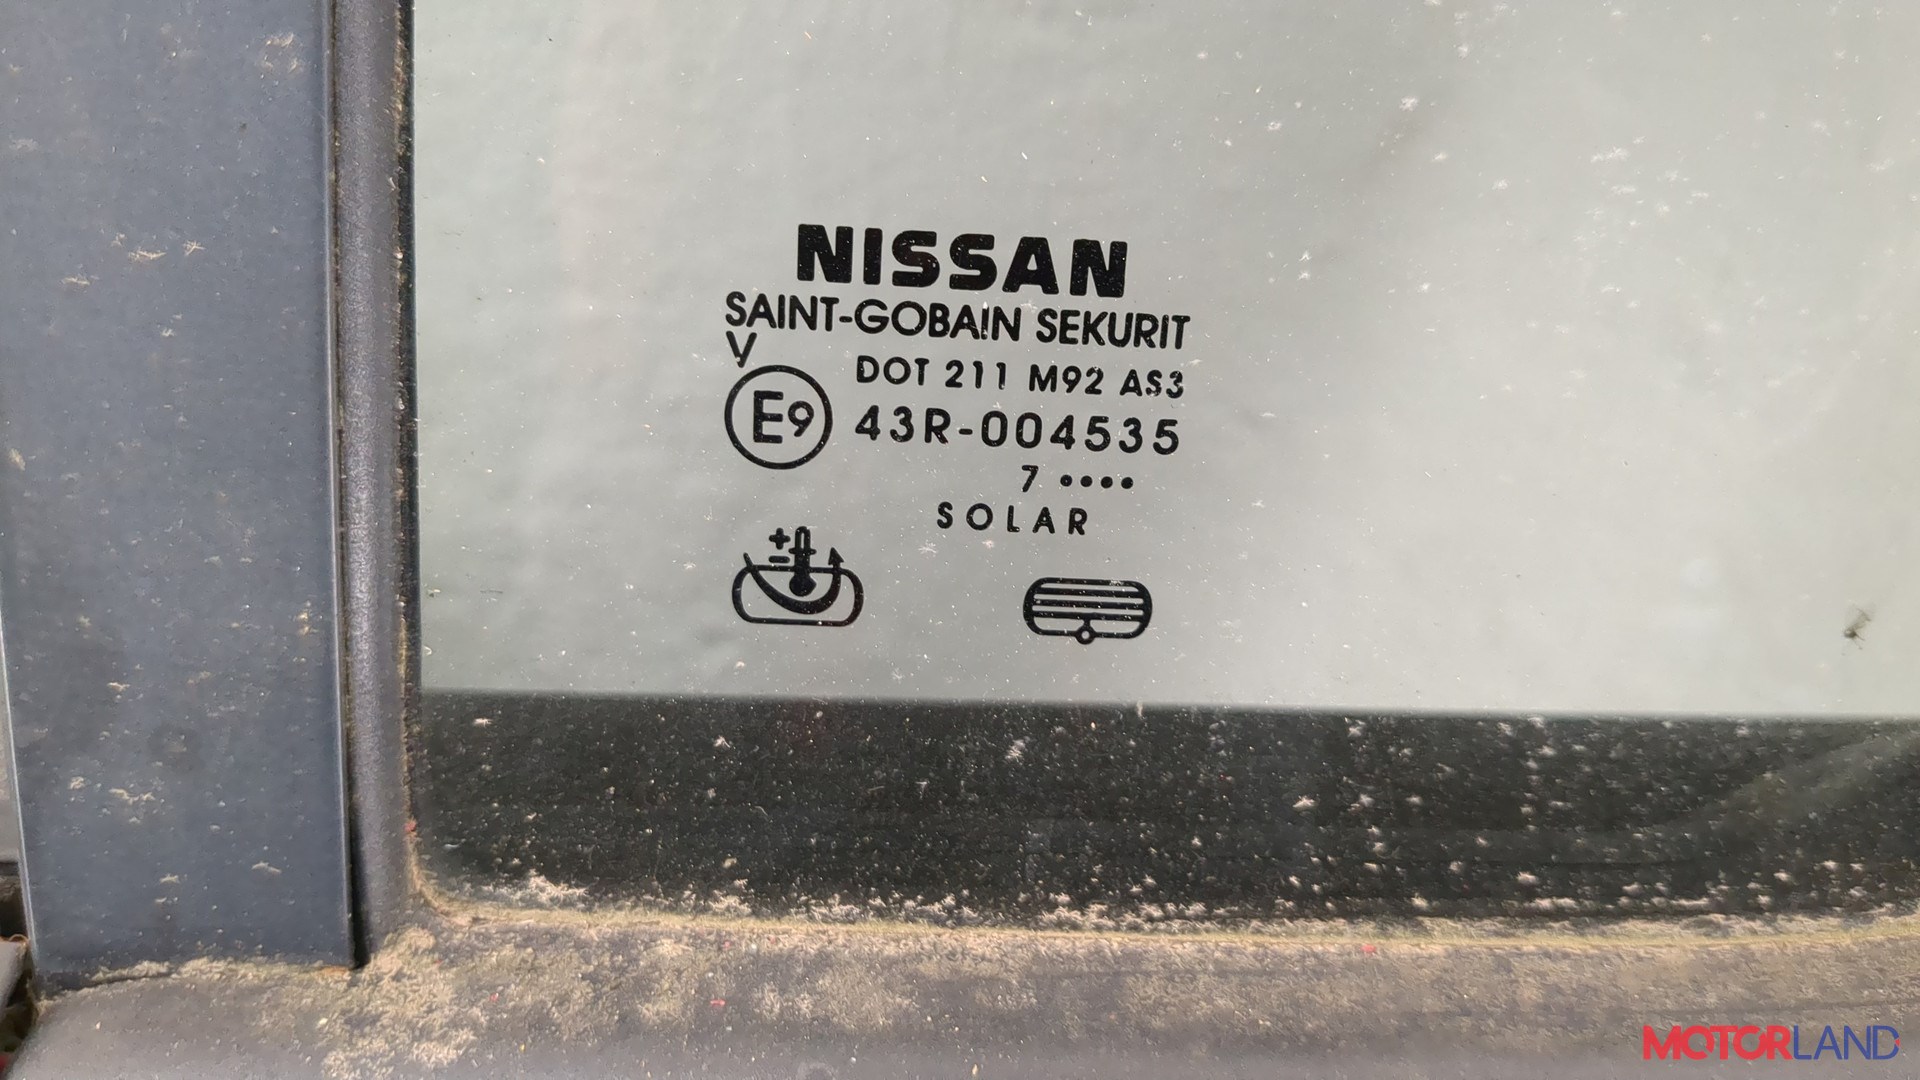 NISSAN
SAINT-GOBAIN SEKURIT
V
DOT 211 M92 AS3
E9 43R-004535
7 ••••
SOLAR
MOTORLAND